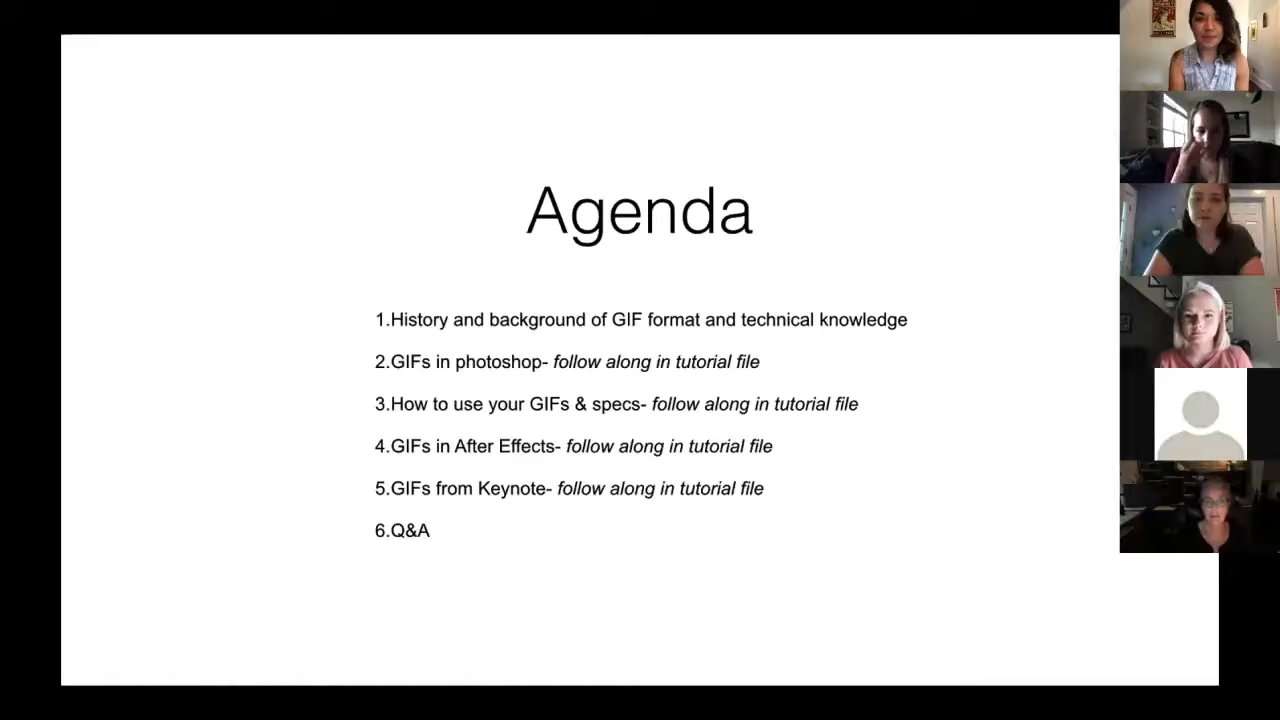 Agenda
1.History and background of GIF format and technical knowledge
2.GIFs in photoshop- follow along in tutorial file
3.How to use your GIFs & specs- follow along in tutorial file
4.GIFs in After Effects- follow along in tutorial file
5.GIFs from Keynote- follow along in tutorial file
6.Q&A